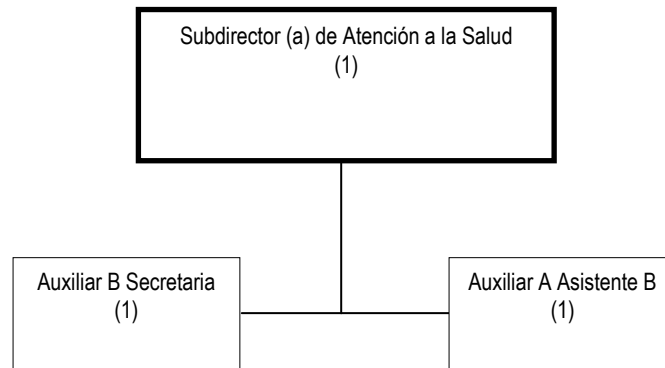 Subdirector (a) de Atención a la Salud
(1)
Auxiliar B Secretaria
(1)
Auxiliar A Asistente B
(1)